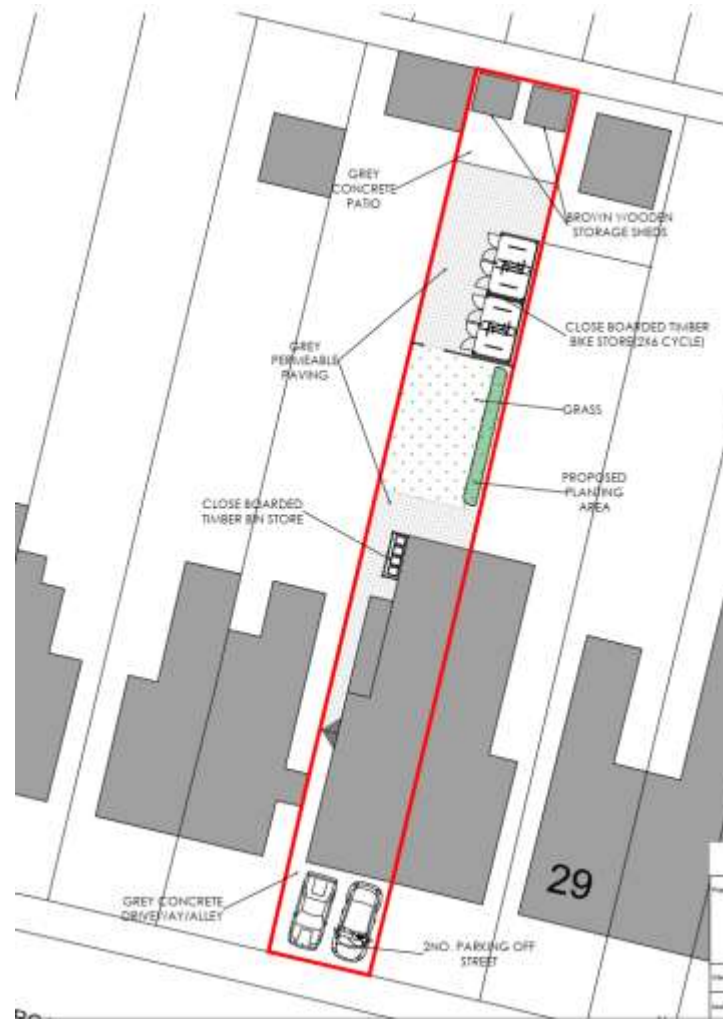 GREY
CONCRETE
PATIO
BROWN WOODEN
STORAGE SHEDS
CLOSE BOARDED TIMBER
BIKE STORE(2X6 CYCLE)
GREY
PERMEABLE
PAVING
GRASS
PROPOSED
PLANTING
AREA
CLOSE BOARDED
TIMBER BIN STORE
29
GREY CONCRETE
DRIVEWAY/ALLEY
2NO. PARKING OFF
STREET